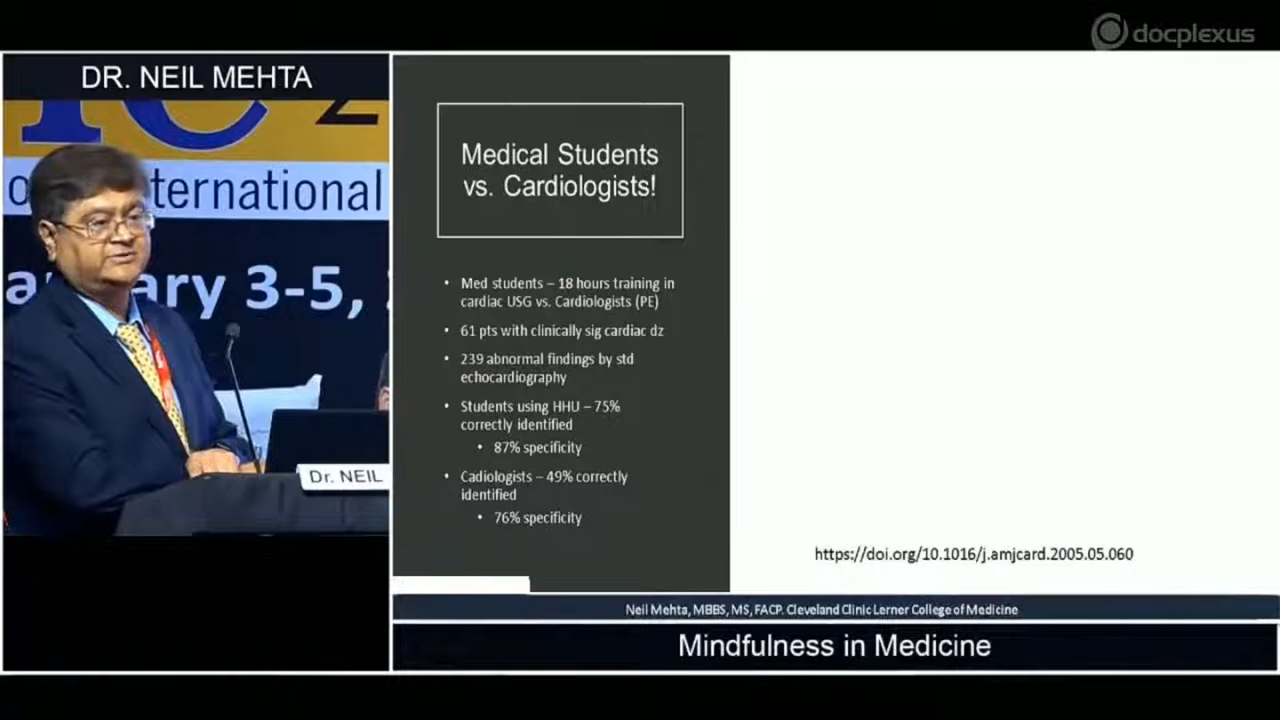 docplexus
DR. NEIL MEHTA
ternational
ary 3-5,
Dr. NEIL
Medical Students
vs. Cardiologists!
• Med students – 18 hours training in
cardiac USG vs. Cardiologists (PE)
• 61 pts with clinically sig cardiac dz
• 239 abnormal findings by std
echocardiography
• Students using HHU – 75%
correctly identified
• 87% specificity
• Cadiologists – 49% correctly
identified
• 76% specificity
https://doi.org/10.1016/j.amjcard.2005.05.060
Neil Mehta, MBBS, MS, FACP. Cleveland Clinic Lerner College of Medicine
Mindfulness in Medicine